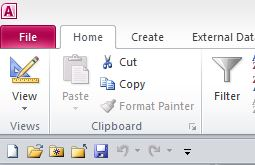 A
File Home Create External Dat
View
Paste
Cut
Copy
Format Painter
Filter
Views Clipboard